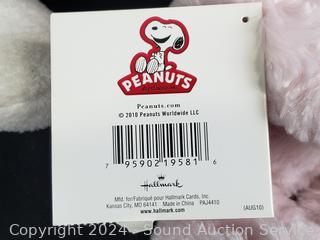 PEANUTS
Peanuts.com
© 2010 Peanuts Worldwide LLC
7 95902 19581 6
Hallmark
Mfd. for/Fabriqué pour Hallmark Cards, Inc.
Kansas City, MO 64141 Made in China PAJ4410
www.hallmark.com
(AUG10)
Copyright 2024 - Sound Auction Service